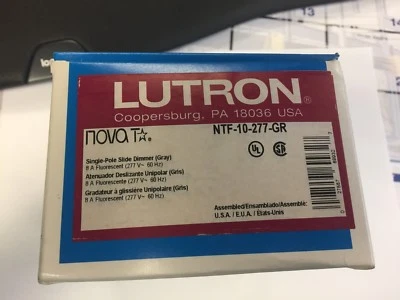 LUTRON®
Coopersburg, PA 18036 USA
nova T☆®
NTF-10-277-GR
Single-Pole Slide Dimmer (Gray)
8 A Fluorescent (277 V~ 60 Hz)
Atenuador Deslizante Unipolar (Gris)
8 A Fluorescente (277 V~ 60 Hz)
Gradateur à glissière Unipolaire (Gris)
8 A Fluorescent (277 V~ 60 Hz)
UL
Assembled/Ensamblado/Assemblé:
U.S.A. / E.U.A. / États-Unis
13